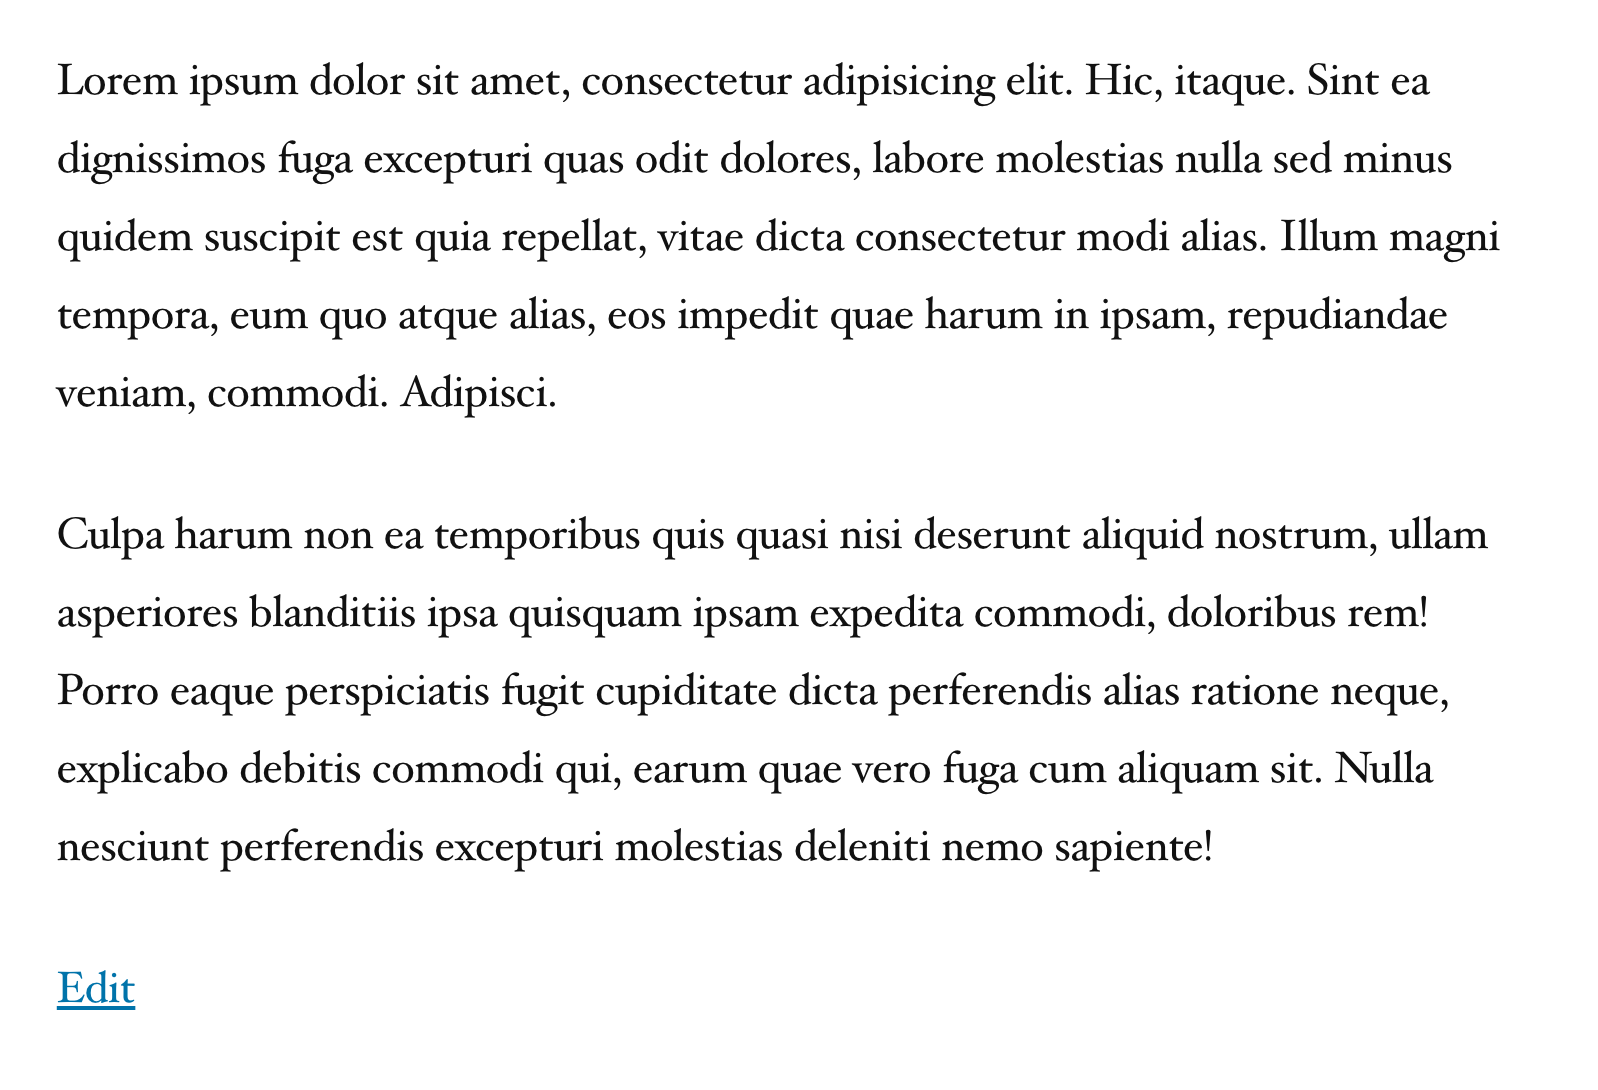 Lorem ipsum dolor sit amet, consectetur adipisicing elit. Hic, itaque. Sint ea
dignissimos fuga excepturi quas odit dolores, labore molestias nulla sed minus
quidem suscipit est quia repellat, vitae dicta consectetur modi alias. Illum magni
tempora, eum quo atque alias, eos impedit quae harum in ipsam, repudiandae
veniam, commodi. Adipisci.
Culpa harum non ea temporibus quis quasi nisi deserunt aliquid nostrum, ullam
asperiores blanditiis ipsa quisquam ipsam expedita commodi, doloribus rem!
Porro eaque perspiciatis fugit cupiditate dicta perferendis alias ratione neque,
explicabo debitis commodi qui, earum quae vero fuga cum aliquam sit. Nulla
nesciunt perferendis excepturi molestias deleniti nemo sapiente!
Edit